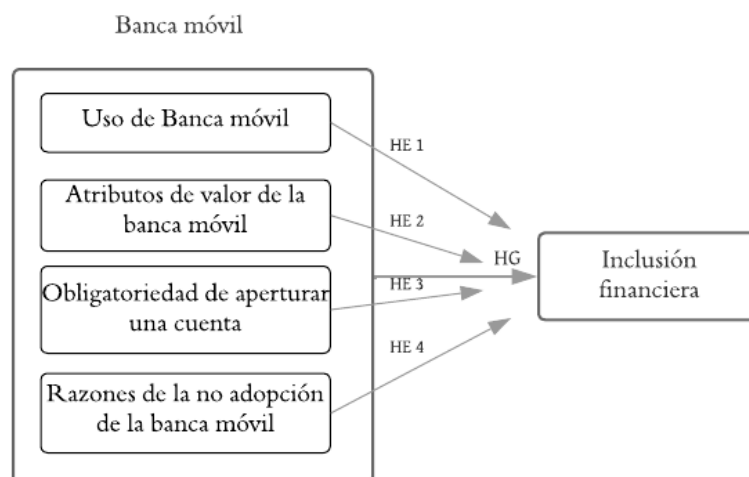 Banca móvil
Uso de Banca móvil
HE 1
Atributos de valor de la
banca móvil
HE 2
HG
Inclusión
financiera
Obligatoriedad de aperturar
una cuenta
HE 3
Razones de la no adopción
de la banca móvil
HE 4